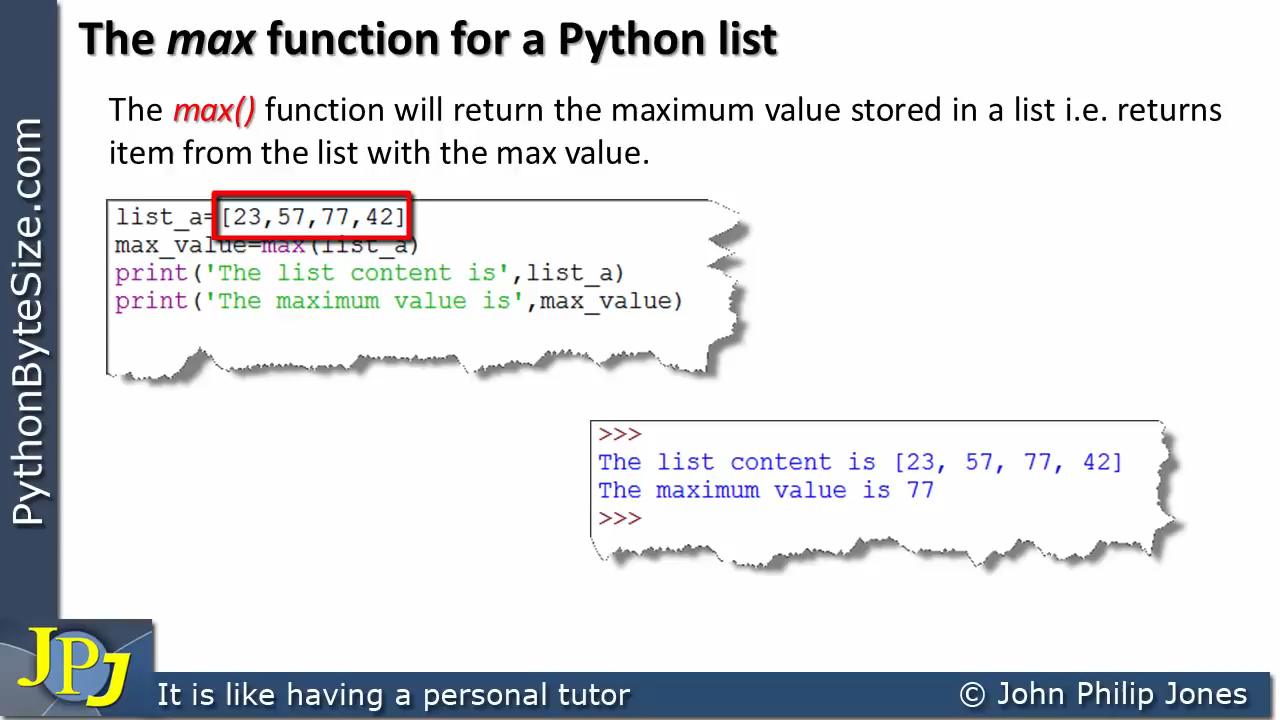 The max function for a Python list
The max() function will return the maximum value stored in a list i.e. returns
item from the list with the max value.
list_a=[23,57,77,42]
max_value=max(list_a)
print('The list content is',list_a)
print('The maximum value is',max_value)
>>>
The list content is [23, 57, 77, 42]
The maximum value is 77
>>>
PythonByteSize.com
JPJ
It is like having a personal tutor
© John Philip Jones